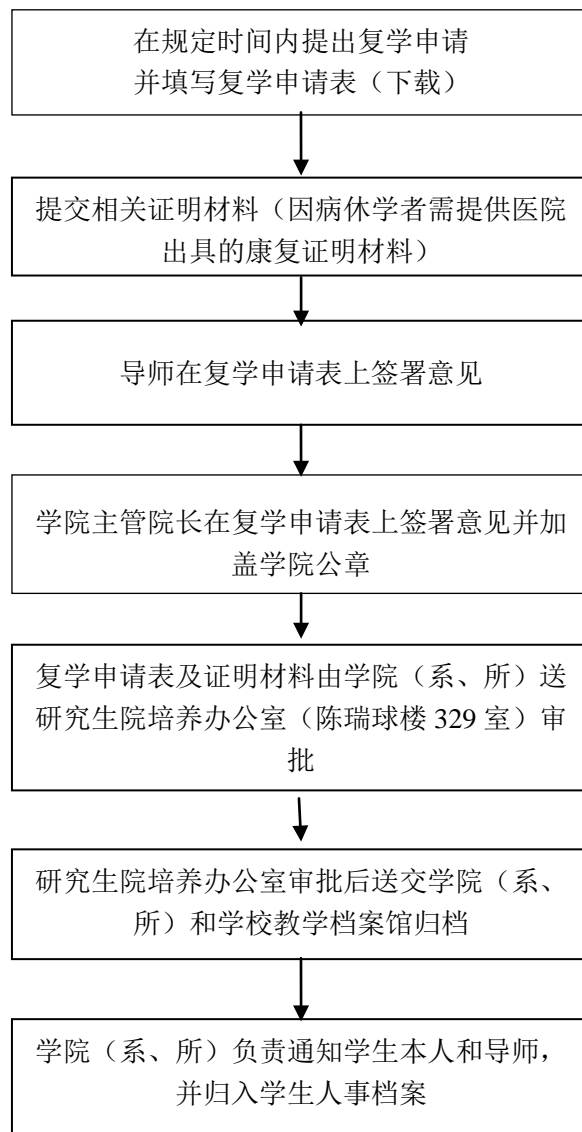 在规定时间内提出复学申请
并填写复学申请表（下载）
提交相关证明材料（因病休学者需提供医院
出具的康复证明材料）
导师在复学申请表上签署意见
学院主管院长在复学申请表上签署意见并加
盖学院公章
复学申请表及证明材料由学院（系、所）送
研究生院培养办公室（陈瑞球楼 329 室）审
批
研究生院培养办公室审批后送交学院（系、
所）和学校教学档案馆归档
学院（系、所）负责通知学生本人和导师，
并归入学生人事档案